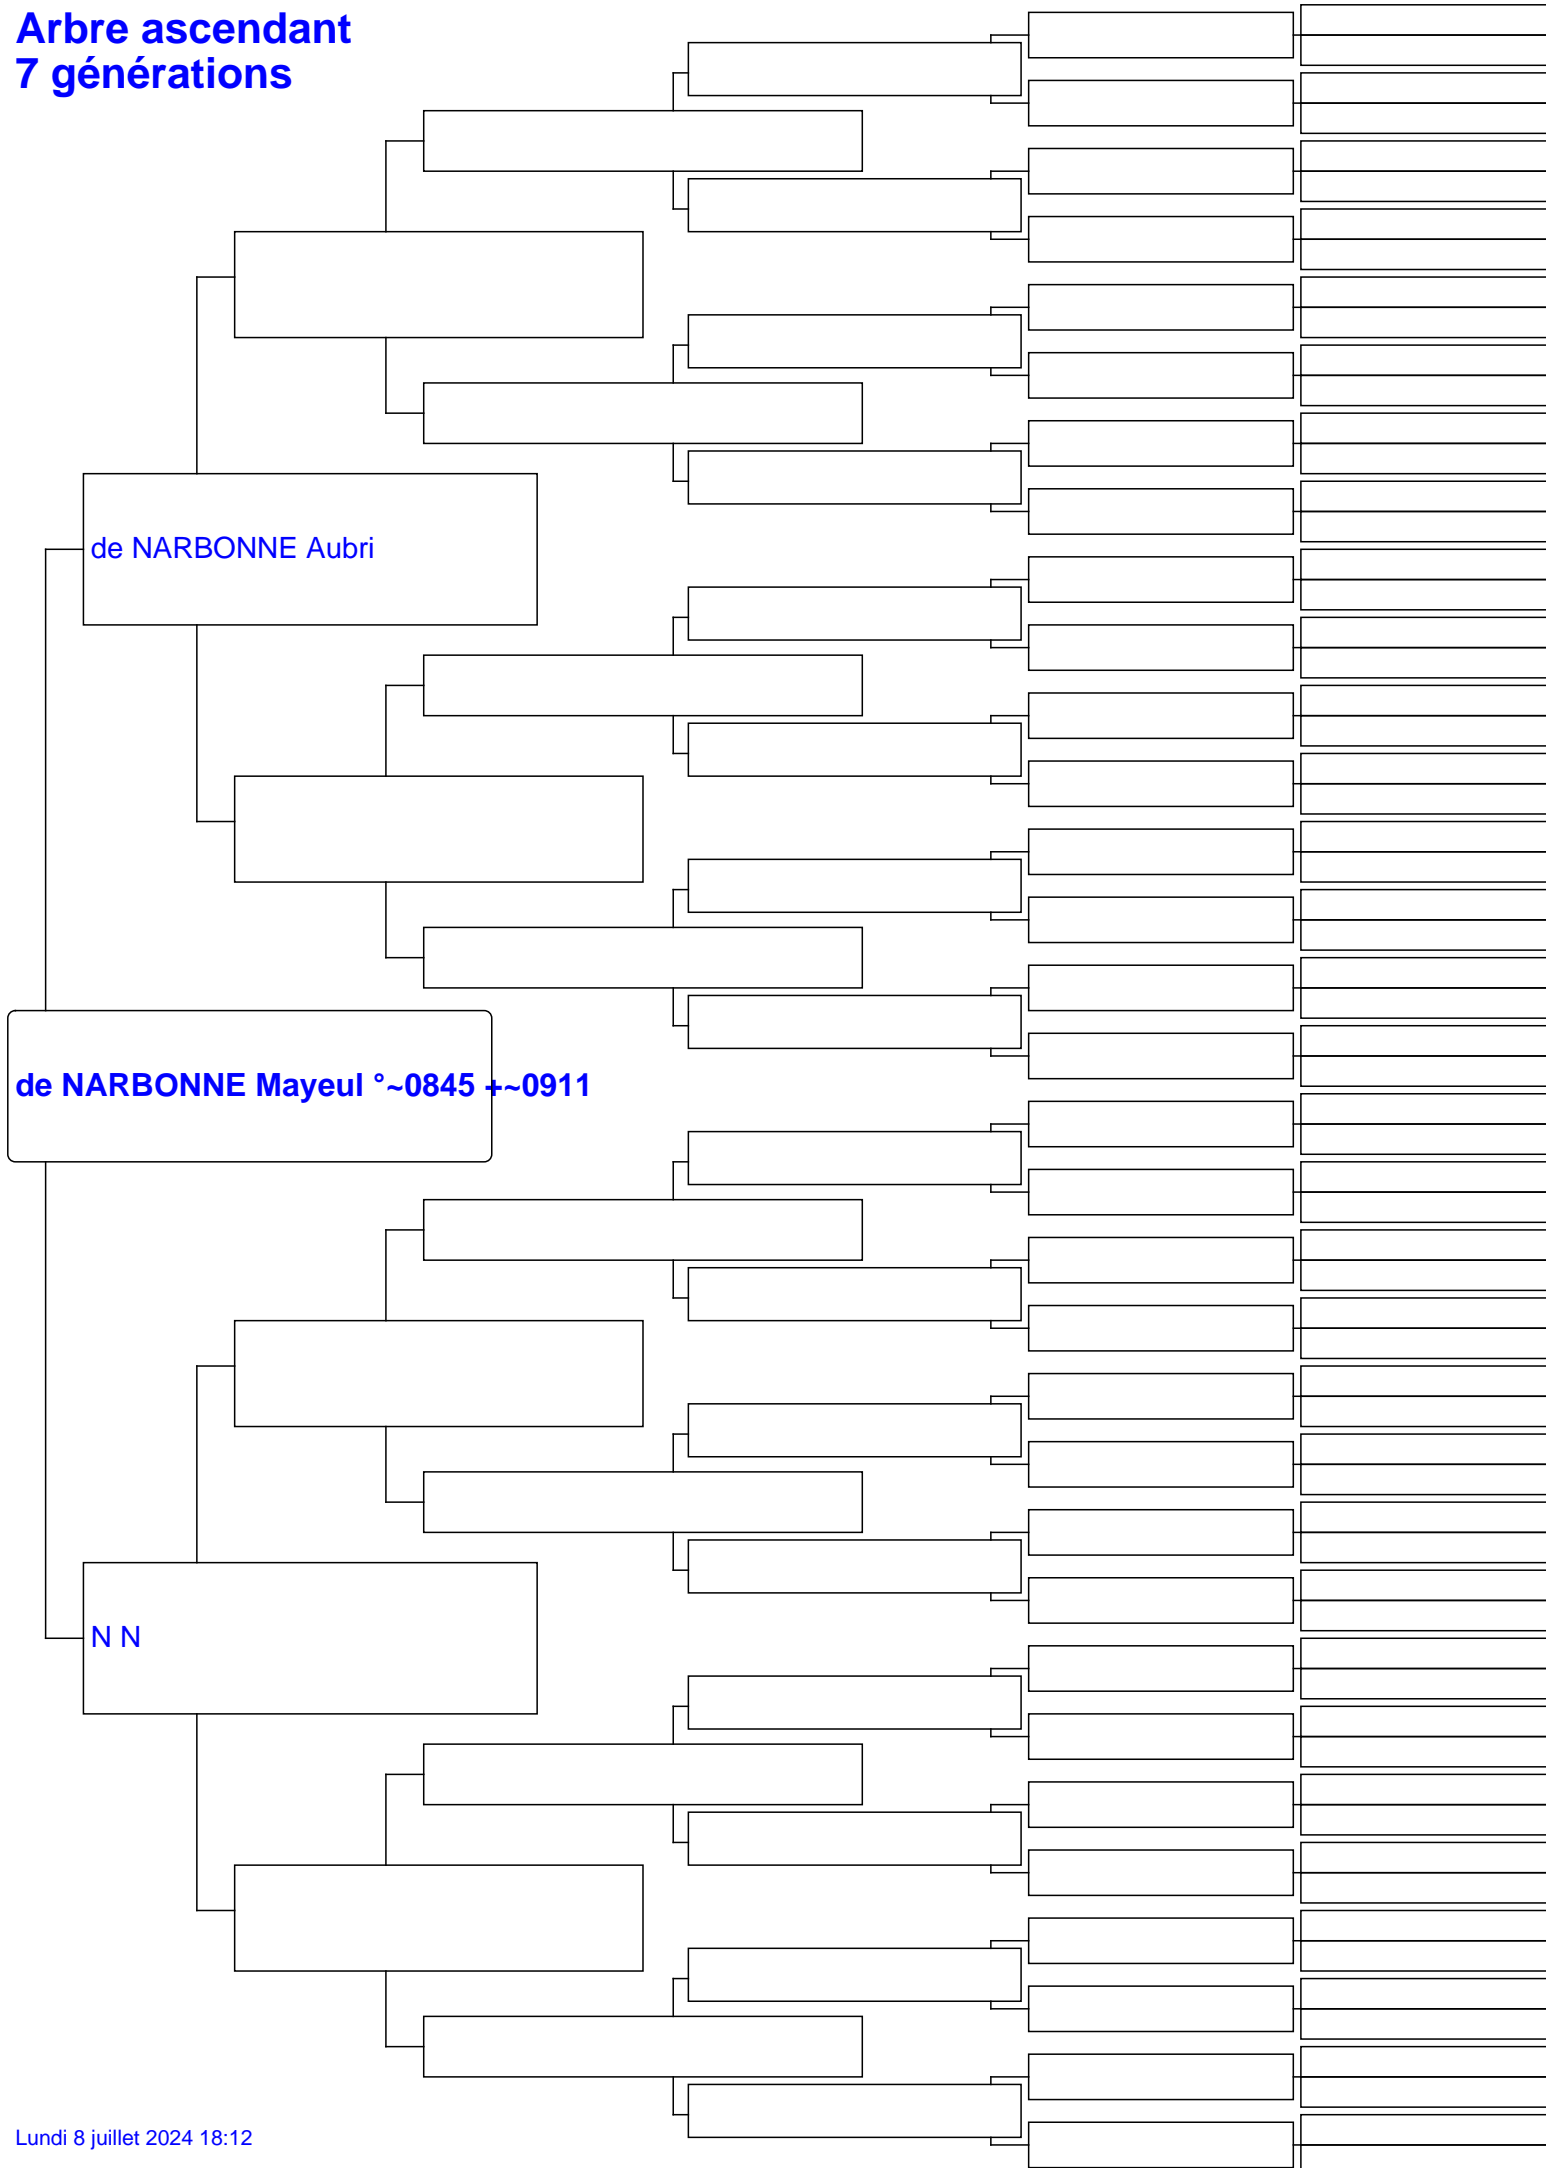 Arbre ascendant
7 générations
de NARBONNE Aubri
de NARBONNE Mayeul °~0845 +~0911
N N
Lundi 8 juillet 2024 18:12